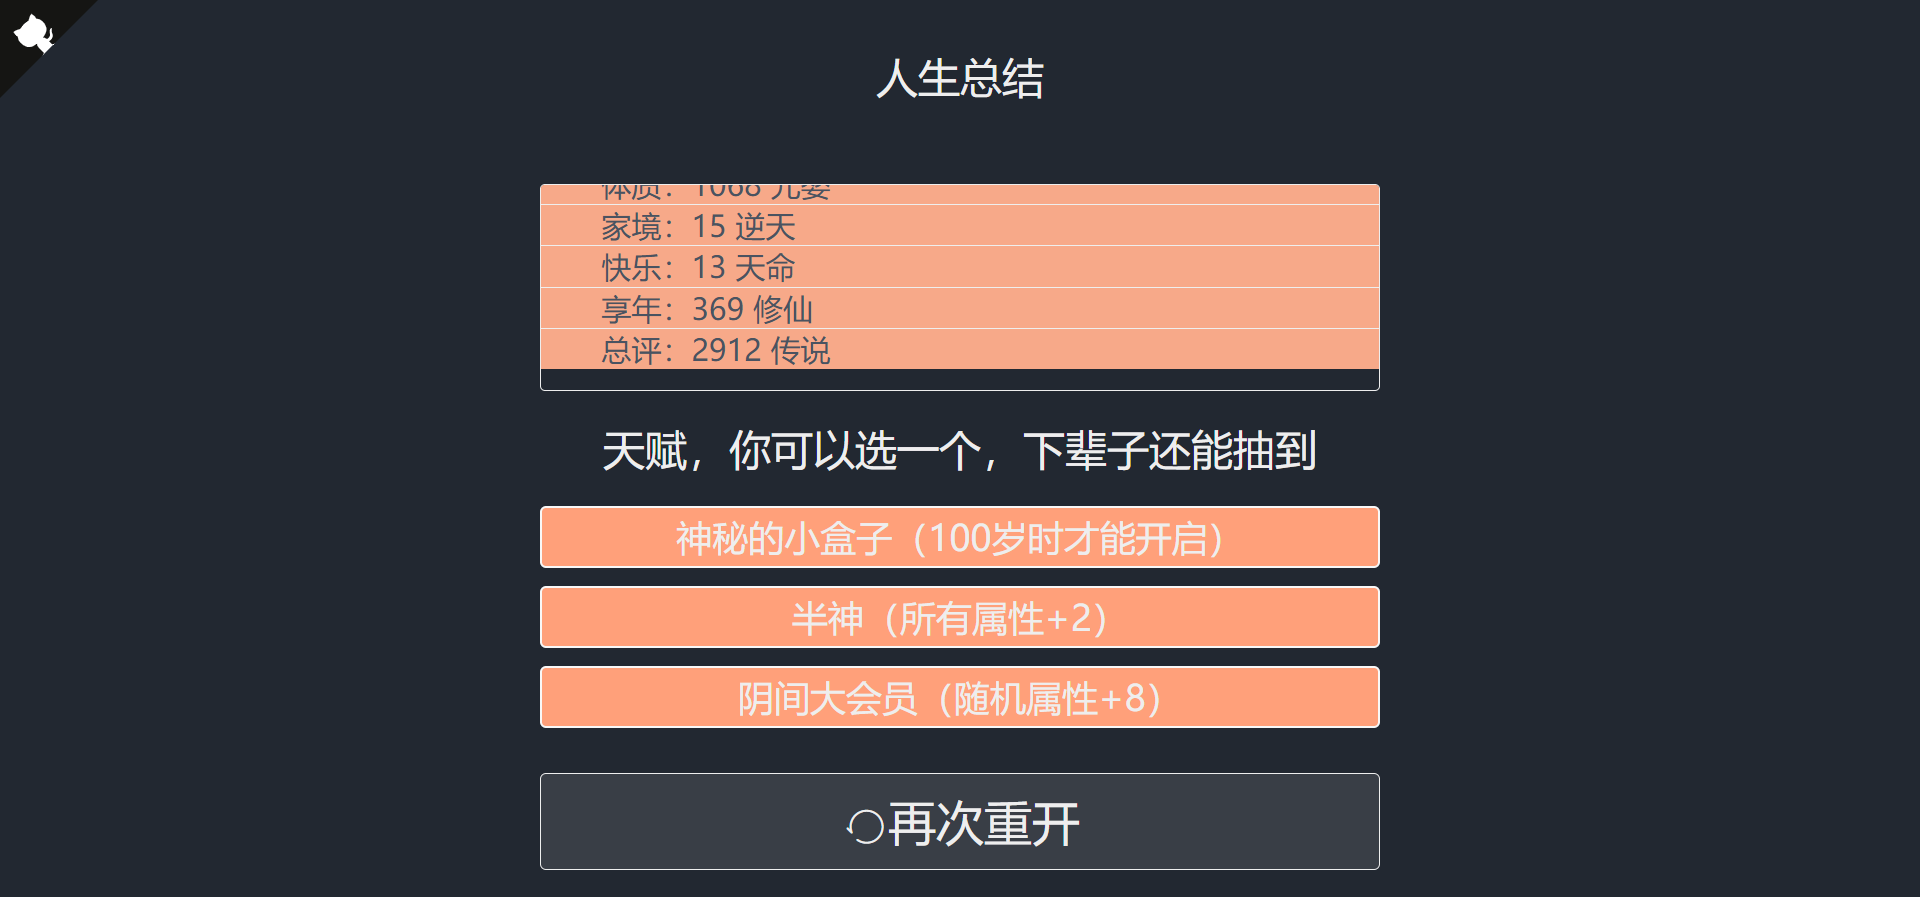 人生总结
体质：1068 元婴
家境：15 逆天
快乐：13 天命
享年：369 修仙
总评：2912 传说
天赋，你可以选一个，下辈子还能抽到
神秘的小盒子（100岁时才能开启）
半神（所有属性+2）
阴间大会员（随机属性+8）
再次重开